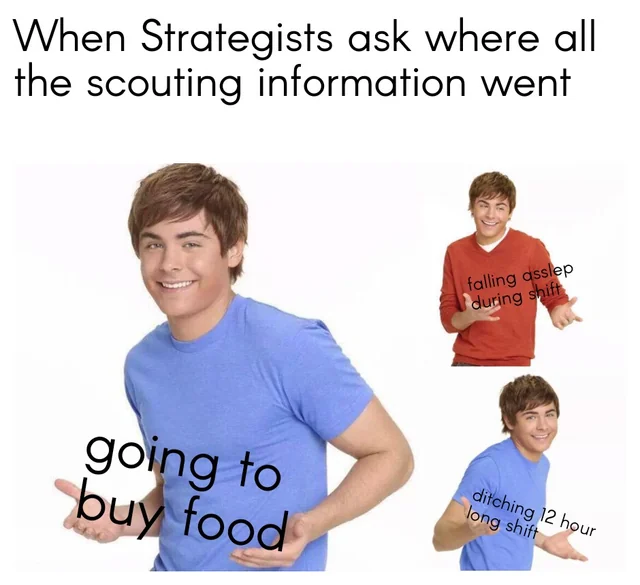 When Strategists ask where all
the scouting information went
falling asslep
during shift
going to
buy food
ditching 12 hour
long shift